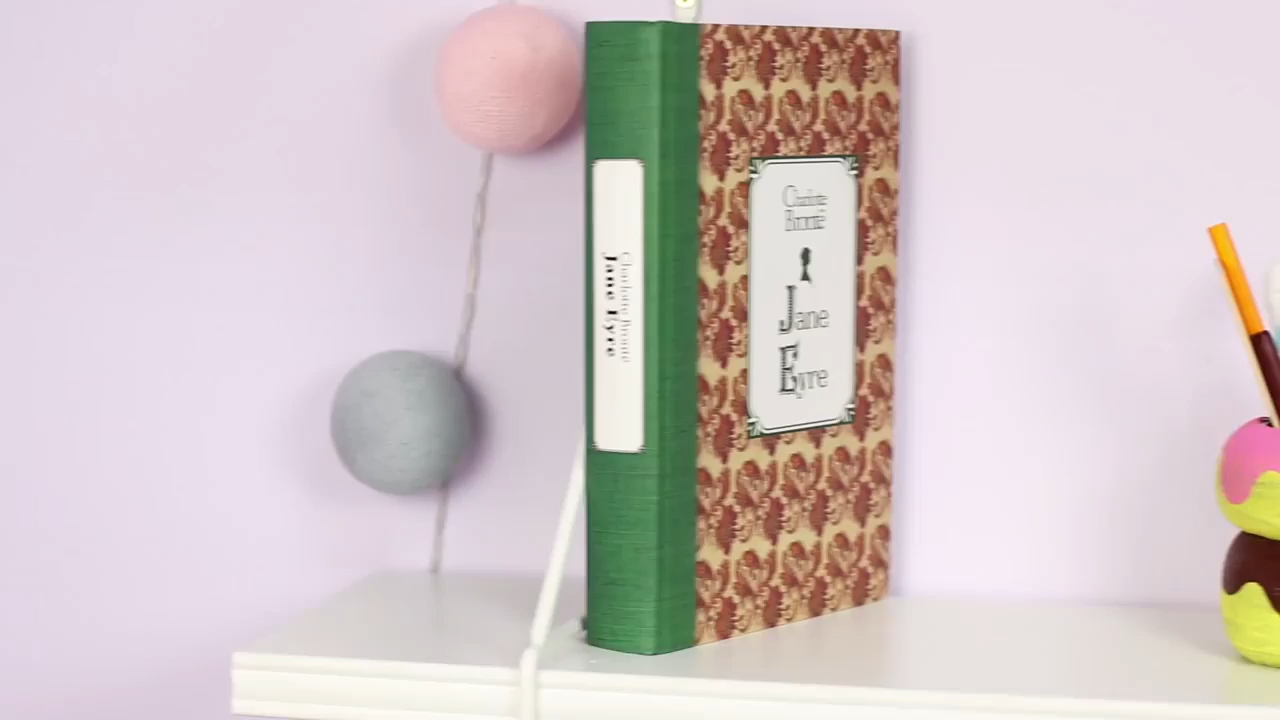 Charlotte Brontë
Jane Eyre
Charlotte
Brontë
Jane
Eyre